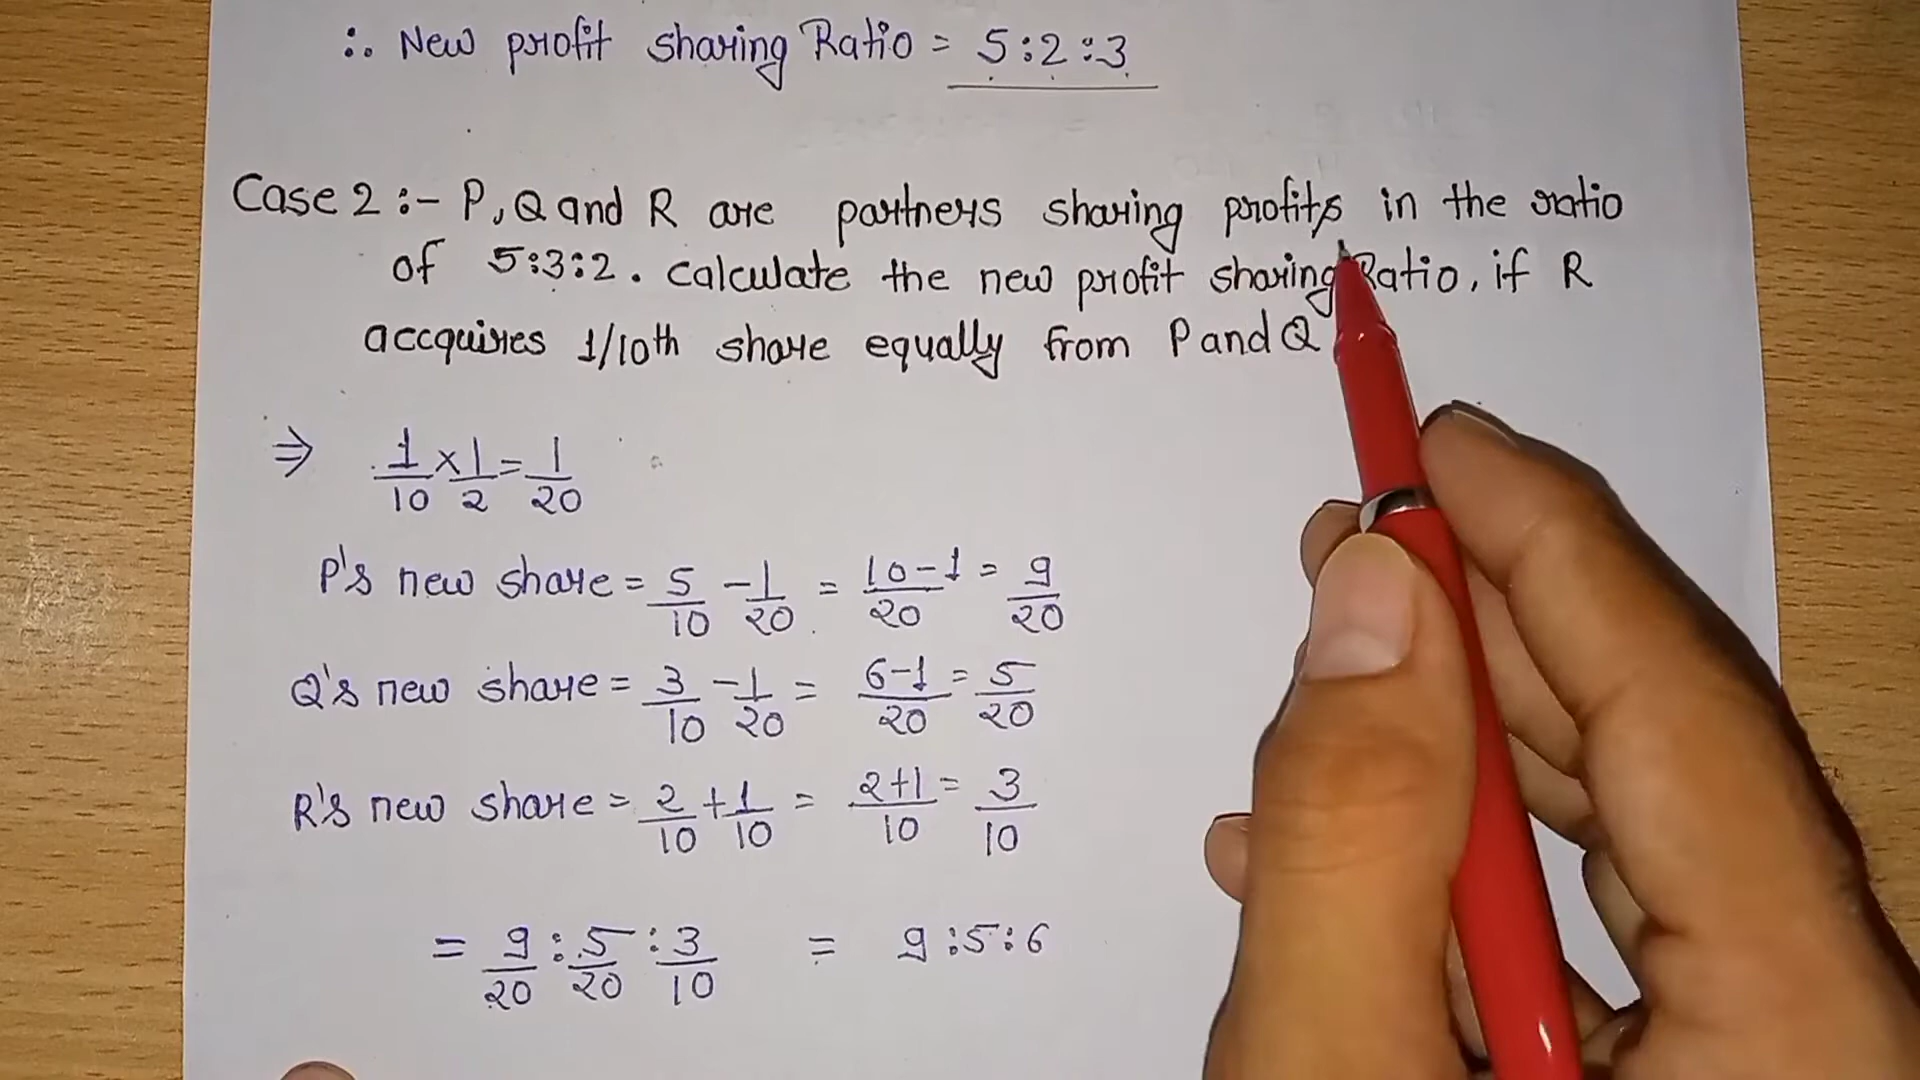 ∴ New profit sharing Ratio = 5:2:3
Case 2 :- P, Q and R are partners sharing profits in the ratio
of 5:3:2. Calculate the new profit sharing Ratio, if R
accquires 1/10th share equally from P and Q
⇒ 1/10 × 1/2 = 1/20
P's new share = 5/10 - 1/20 = 10-1/20 = 9/20
Q's new share = 3/10 - 1/20 = 6-1/20 = 5/20
R's new share = 2/10 + 1/10 = 2+1/10 = 3/10
= 9/20 : 5/20 : 3/10 = 9:5:6